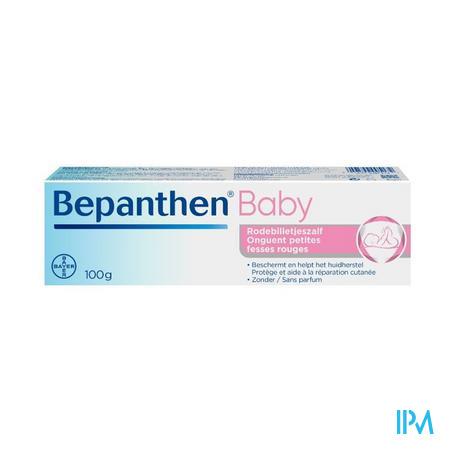 Bepanthen® Baby
Rodebilletjeszalf
Onguent petites
fesses rouges
• Beschermt en helpt het huidherstel
Protège et aide à la réparation cutanée
• Zonder / Sans parfum
BAYER
100g
IPM